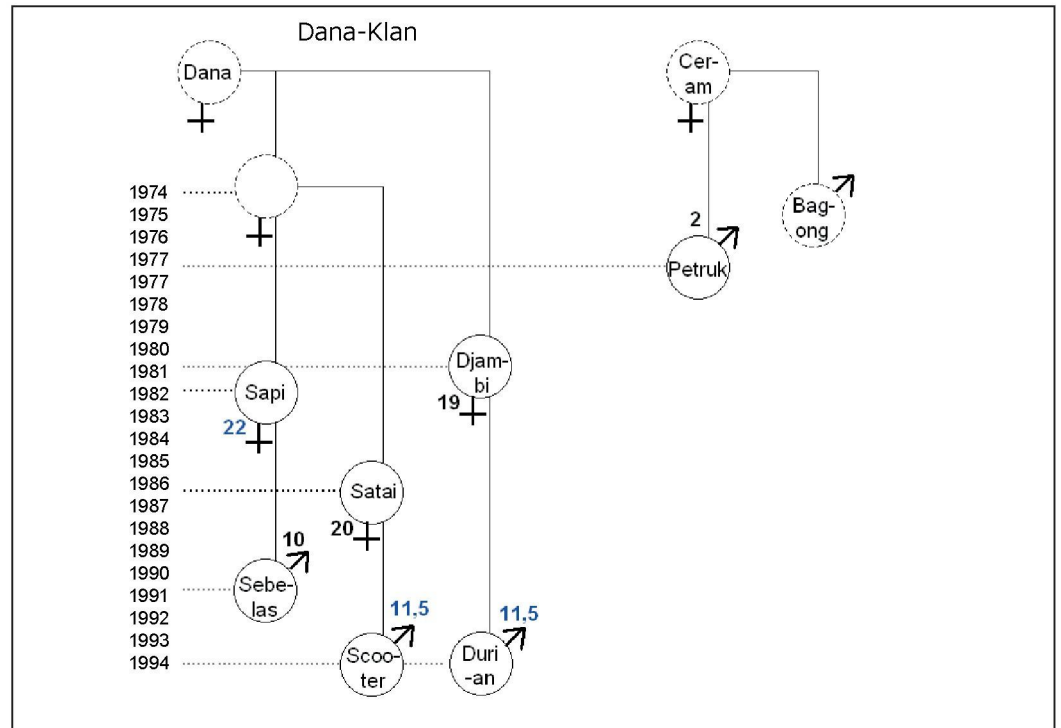 Dana-Klan
Dana
Cer-
am
1974
1975
1976
1977
1977
1978
1979
1980
1981
1982
1983
1984
1985
1986
1987
1988
1989
1990
1991
1992
1993
1994
Bag-
ong
2
Petruk
Djam-
bi
19
Sapi
22
Satai
20
10
Sebe-
las
11,5
Scoo-
ter
11,5
Duri
-an